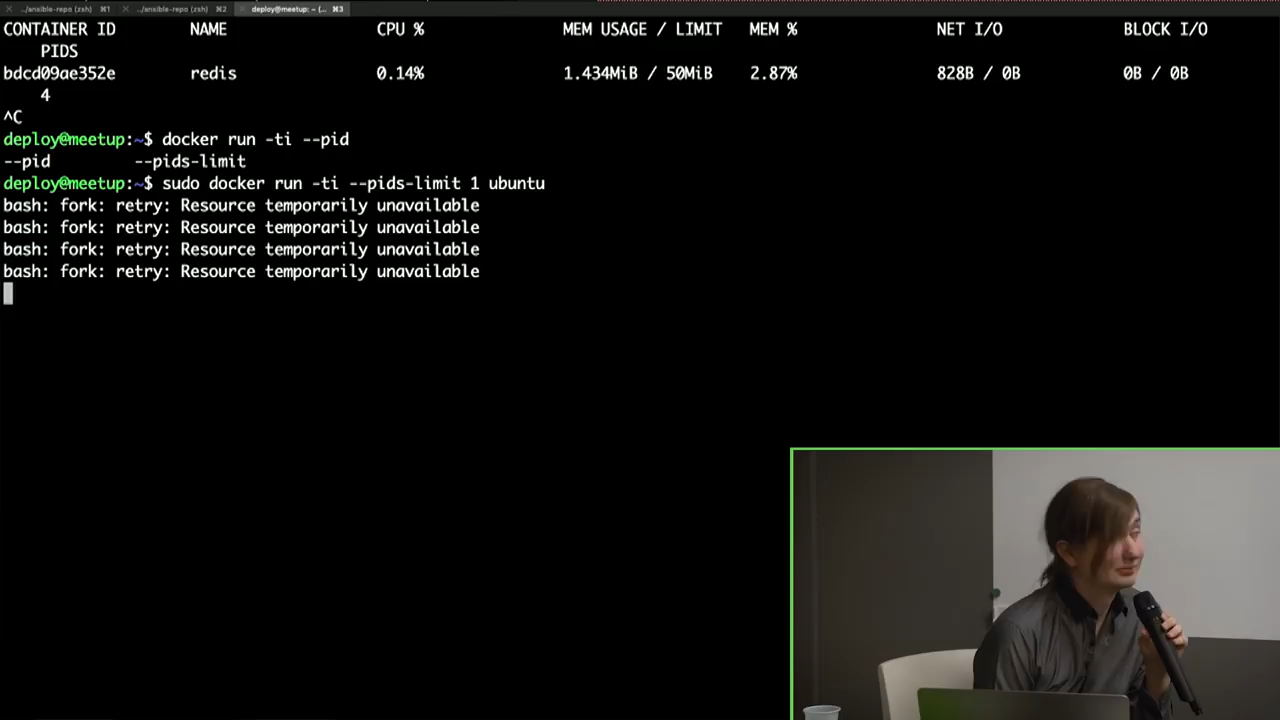 ../ansible-repo (zsh) ⌘1 ../ansible-repo (zsh) ⌘2 deploy@meetup: ~ (... ⌘3
CONTAINER ID NAME CPU % MEM USAGE / LIMIT MEM % NET I/O BLOCK I/O
PIDS
bdcd09ae352e redis 0.14% 1.434MiB / 50MiB 2.87% 828B / 0B 0B / 0B
4
^C
deploy@meetup:~$ docker run -ti --pid
--pid --pids-limit
deploy@meetup:~$ sudo docker run -ti --pids-limit 1 ubuntu
bash: fork: retry: Resource temporarily unavailable
bash: fork: retry: Resource temporarily unavailable
bash: fork: retry: Resource temporarily unavailable
bash: fork: retry: Resource temporarily unavailable